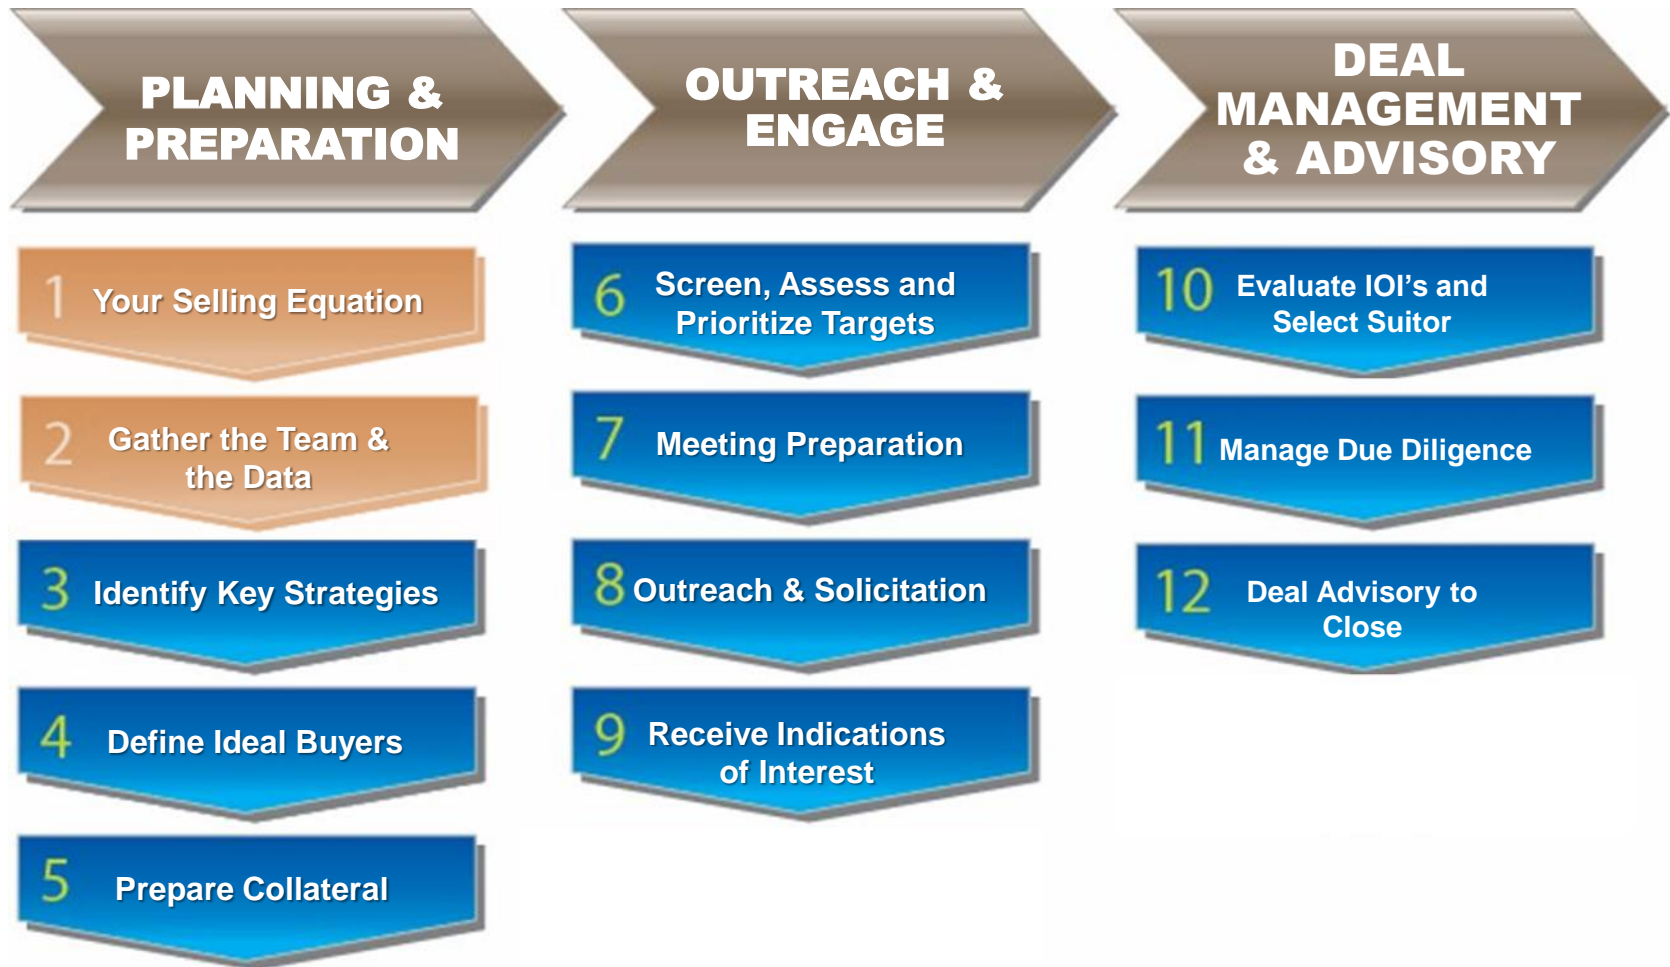 PLANNING &
PREPARATION
1 Your Selling Equation
2 Gather the Team &
the Data
3 Identify Key Strategies
4 Define Ideal Buyers
5 Prepare Collateral
OUTREACH &
ENGAGE
6 Screen, Assess and
Prioritize Targets
7 Meeting Preparation
8 Outreach & Solicitation
9 Receive Indications
of Interest
DEAL
MANAGEMENT
& ADVISORY
10 Evaluate IOI's and
Select Suitor
11 Manage Due Diligence
12 Deal Advisory to
Close